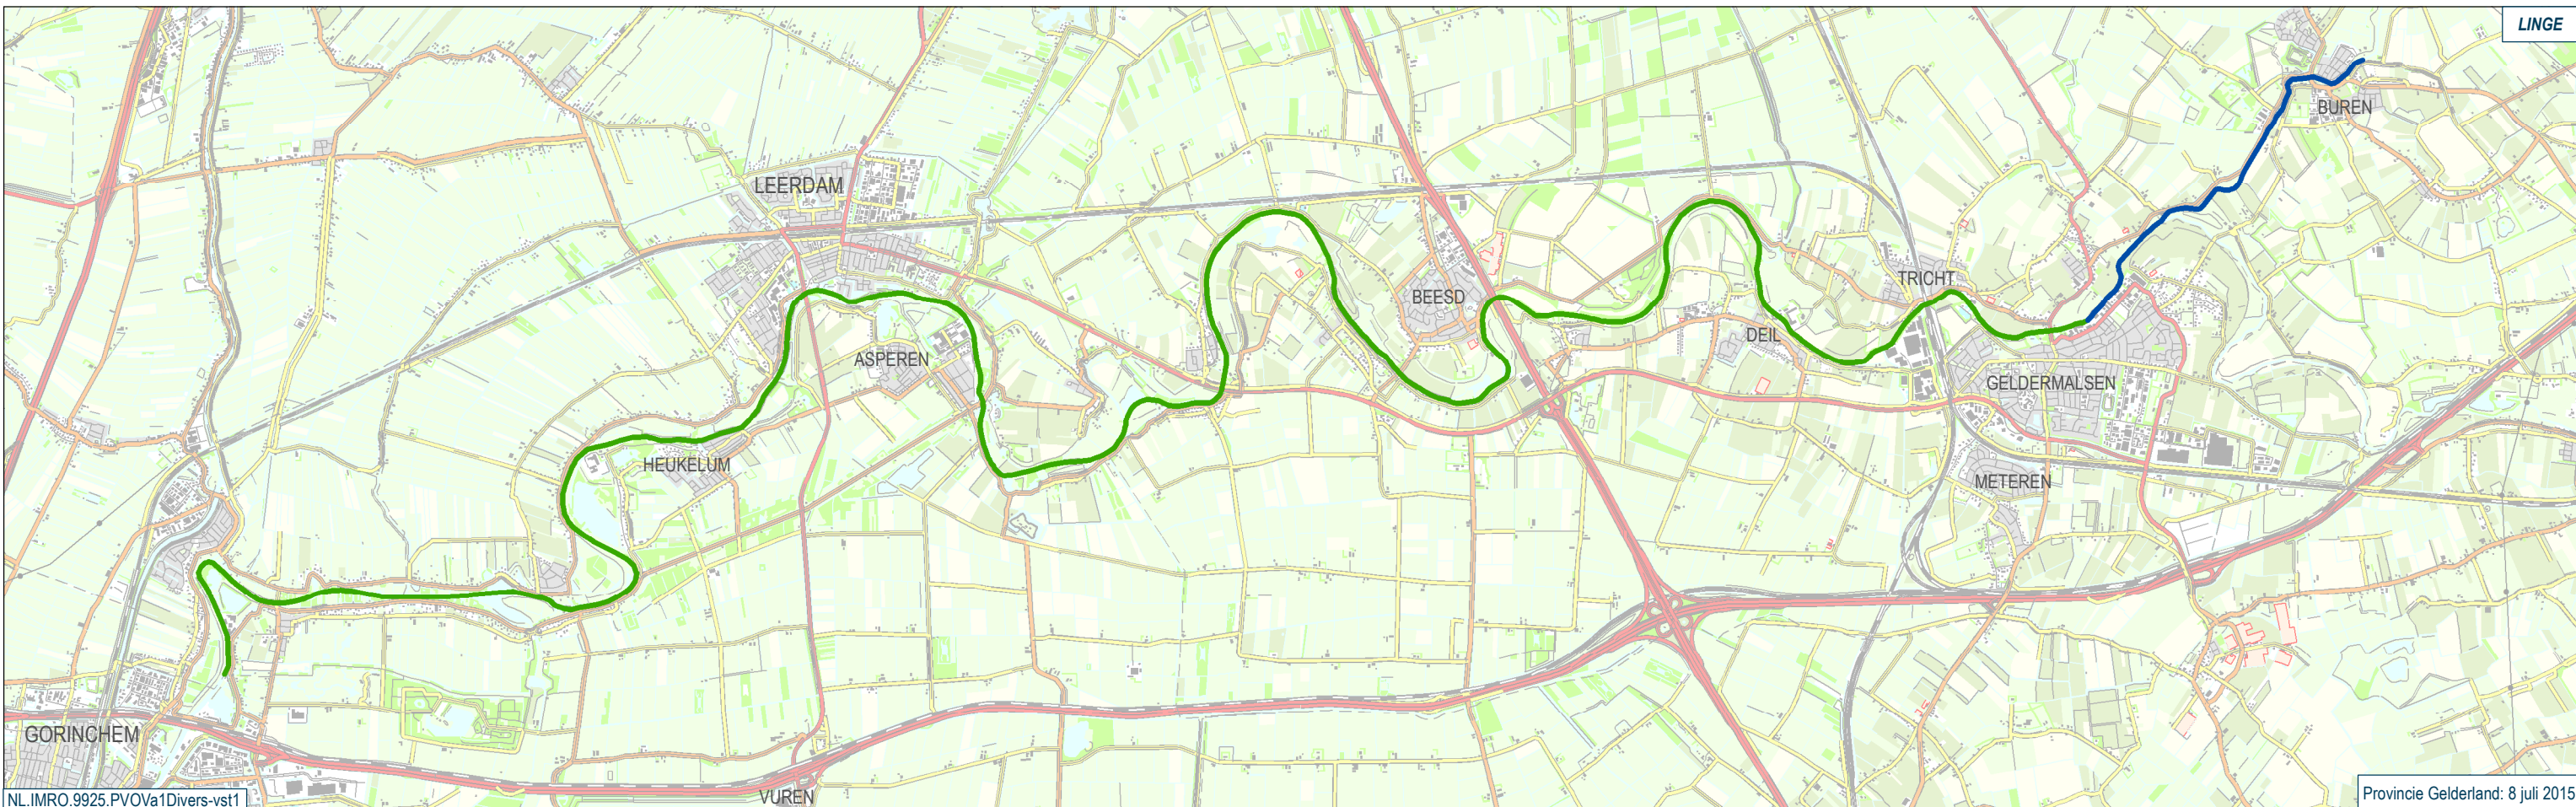 LINGE
BUREN
LEERDAM
TRICHT
BEESD
DEIL
ASPEREN
GELDERMALSEN
HEUKELUM
METEREN
GORINCHEM
VUREN
NL.IMRO.9925.PVOVa1Divers-vst1
Provincie Gelderland: 8 juli 2015